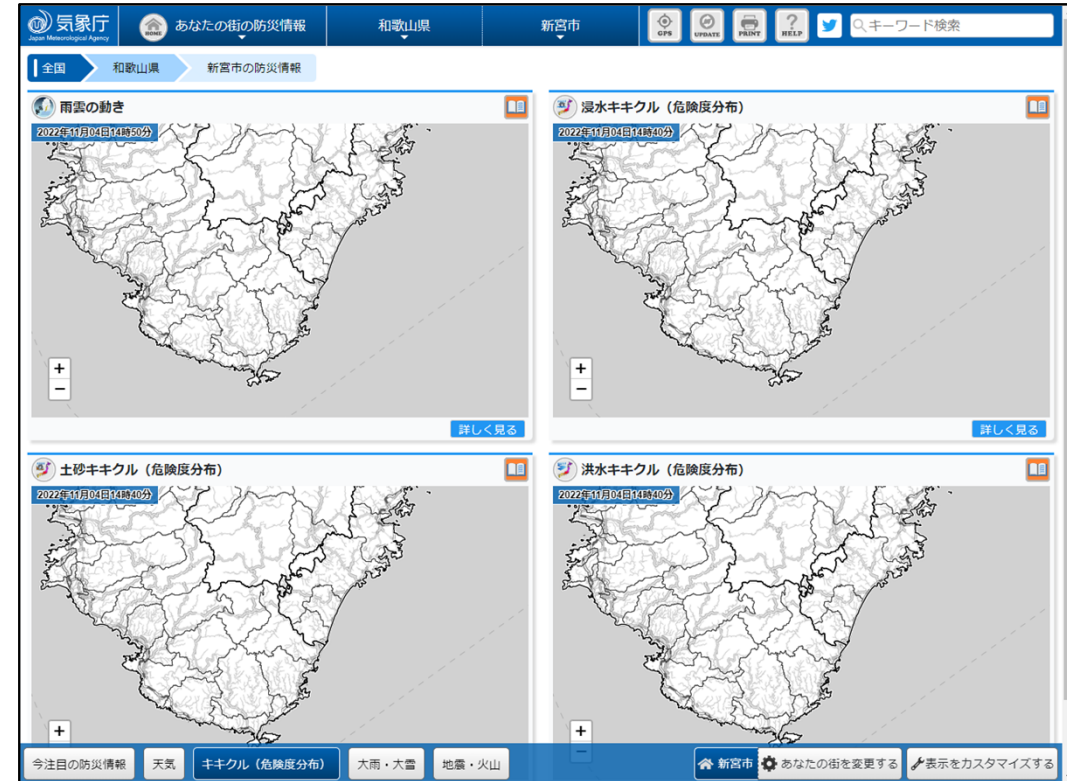 気象庁
Japan Meteorological Agency
HOME
あなたの街の防災情報
和歌山県
新宮市
GPS
UPDATE
PRINT
HELP
キーワード検索
全国
和歌山県
新宮市の防災情報
雨雲の動き
2022年11月04日14時50分
+
−
詳しく見る
浸水キキクル（危険度分布）
2022年11月04日14時40分
+
−
詳しく見る
土砂キキクル（危険度分布）
2022年11月04日14時40分
+
洪水キキクル（危険度分布）
2022年11月04日14時40分
+
−
今注目の防災情報
天気
キキクル（危険度分布）
大雨・大雪
地震・火山
新宮市
あなたの街を変更する
表示をカスタマイズする